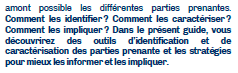 amont possible les différentes parties prenantes.
Comment les identifier ? Comment les caractériser ?
Comment les impliquer ? Dans le présent guide, vous
découvrirez des outils d'identification et de
caractérisation des parties prenante et les stratégies
pour mieux les informer et les impliquer.